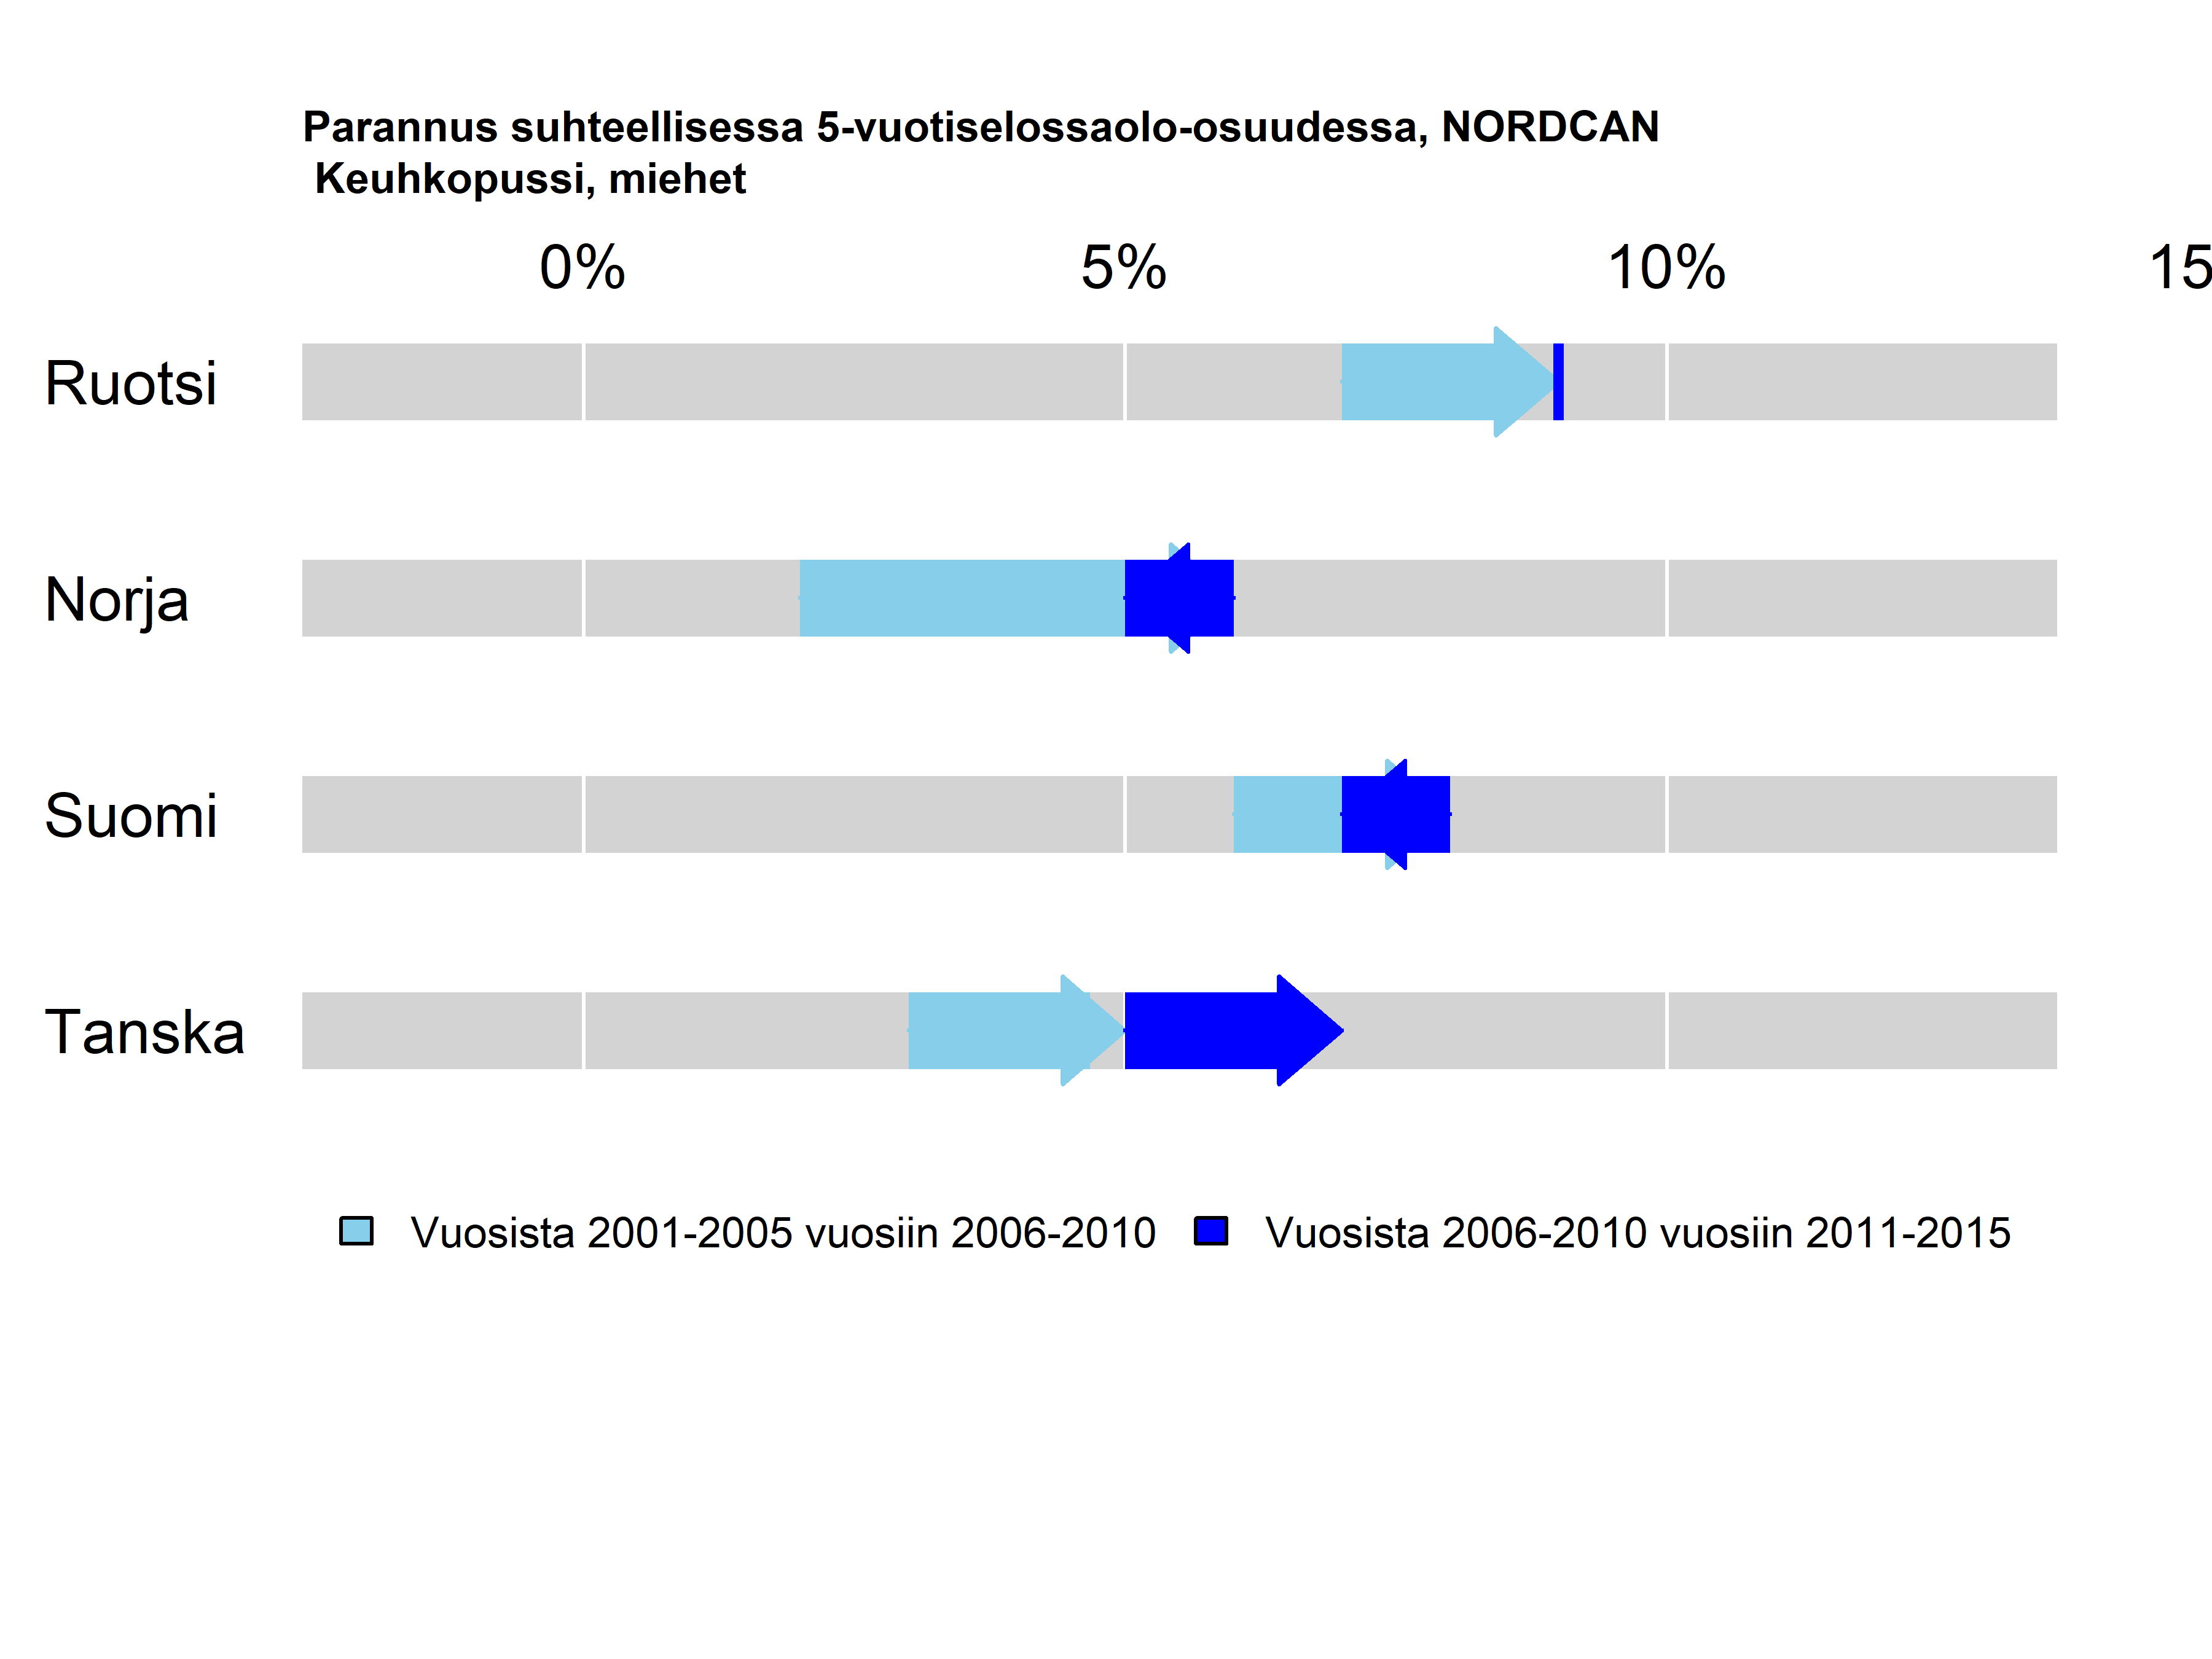 Parannus suhteellisessa 5-vuotiselossaolo-osuudessa, NORDCAN
Keuhkopussi, miehet
0% 5% 10% 15
Ruotsi
Norja
Suomi
Tanska
Vuosista 2001-2005 vuosiin 2006-2010 Vuosista 2006-2010 vuosiin 2011-2015